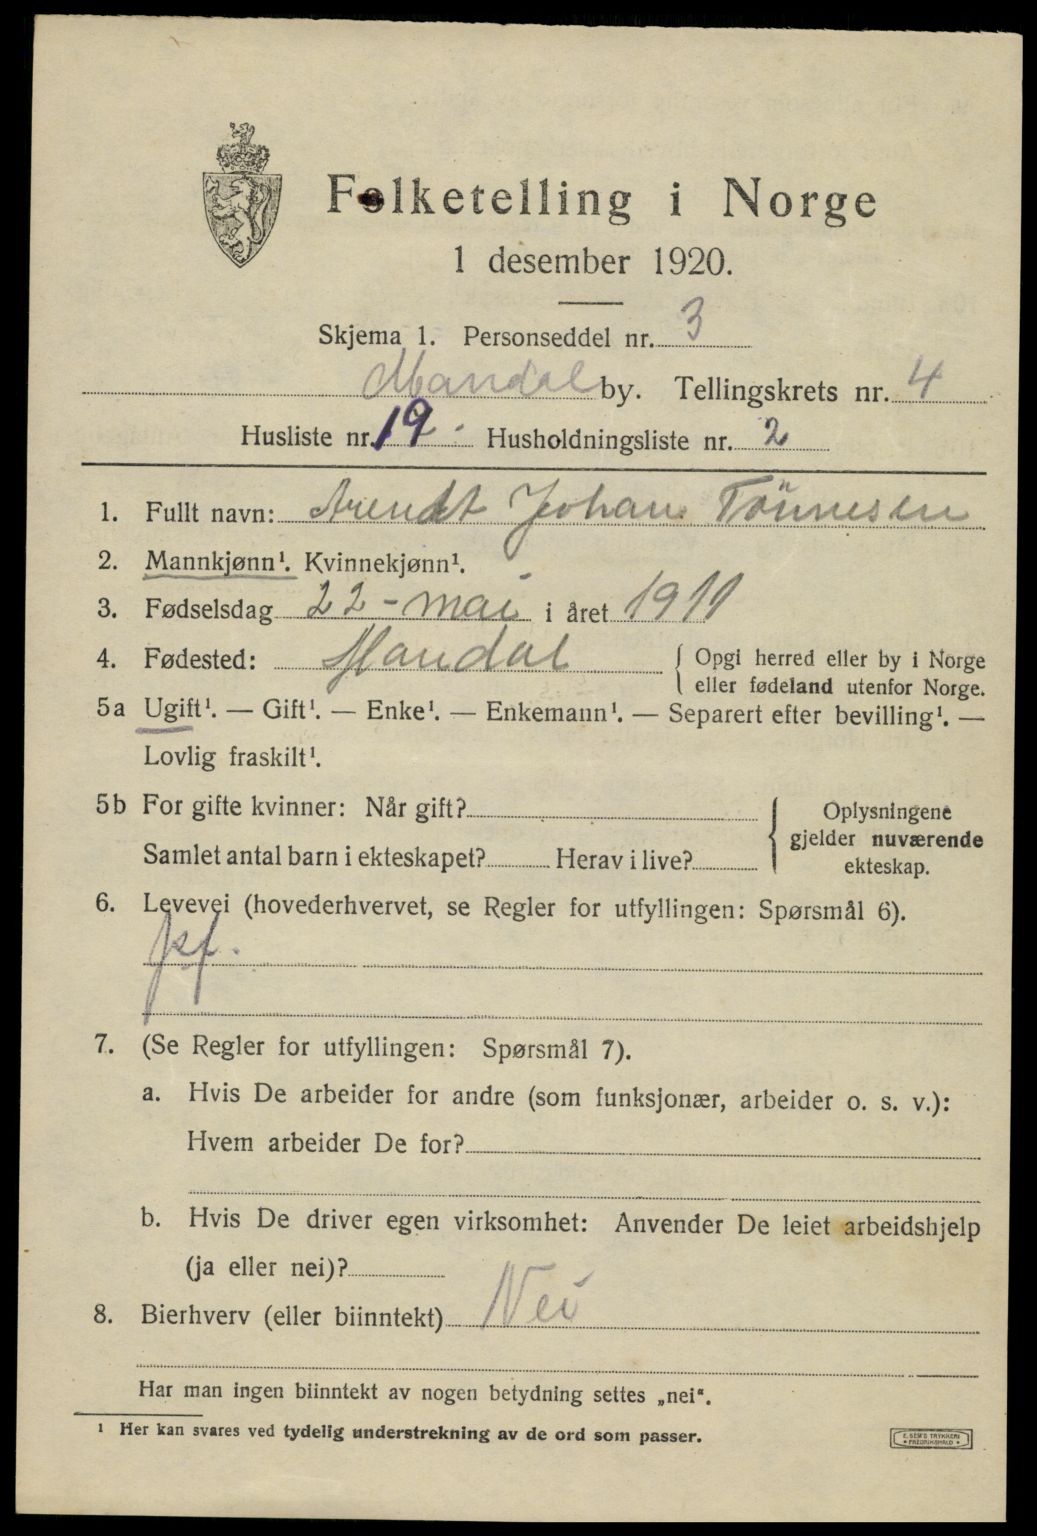 Folketelling i Norge
1 desember 1920.
Skjema 1. Personseddel nr. 3
Mandal by. Tellingskrets nr. 4
Husliste nr. 19. Husholdningsliste nr. 2
1. Fullt navn: Arendt Johan Tönnesen
2. Mannkjønn¹. Kvinnekjønn¹.
3. Fødselsdag 22 - mai i året 1911
4. Fødested: Mandal { Opgi herred eller by i Norge
eller fødeland utenfor Norge.
5a Ugift¹. — Gift¹. — Enke¹. — Enkemann¹. — Separert efter bevilling¹. —
Lovlig fraskilt¹.
5b For gifte kvinner: Når gift? Oplysningene
gjelder nuværende
Samlet antal barn i ekteskapet? Herav i live? ekteskap.
6. Levevei (hovederhvervet, se Regler for utfyllingen: Spørsmål 6).
7. (Se Regler for utfyllingen: Spørsmål 7).
a. Hvis De arbeider for andre (som funksjonær, arbeider o. s. v.):
Hvem arbeider De for?
b. Hvis De driver egen virksomhet: Anvender De leiet arbeidshjelp
(ja eller nei)?
8. Bierhverv (eller biinntekt) Nei
Har man ingen biinntekt av nogen betydning settes „nei“.
¹ Her kan svares ved tydelig understrekning av de ord som passer.
E. SEM'S TRYKKERI
FREDRIKSHALD